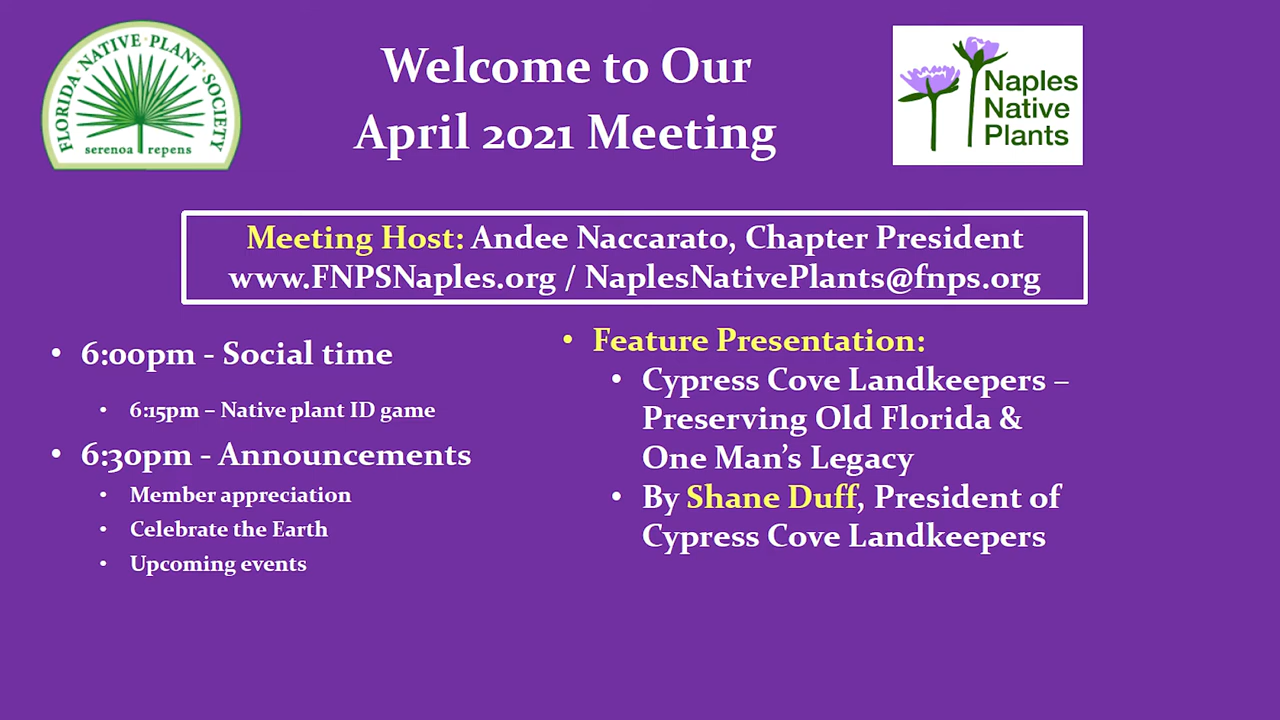 FLORIDA NATIVE PLANT SOCIETY
serenoa repens
Welcome to Our
April 2021 Meeting
Naples
Native
Plants
Meeting Host: Andee Naccarato, Chapter President
www.FNPSNaples.org / NaplesNativePlants@fnps.org
• 6:00pm - Social time
• 6:15pm – Native plant ID game
• 6:30pm - Announcements
• Member appreciation
• Celebrate the Earth
• Upcoming events
• Feature Presentation:
• Cypress Cove Landkeepers –
Preserving Old Florida &
One Man’s Legacy
• By Shane Duff, President of
Cypress Cove Landkeepers